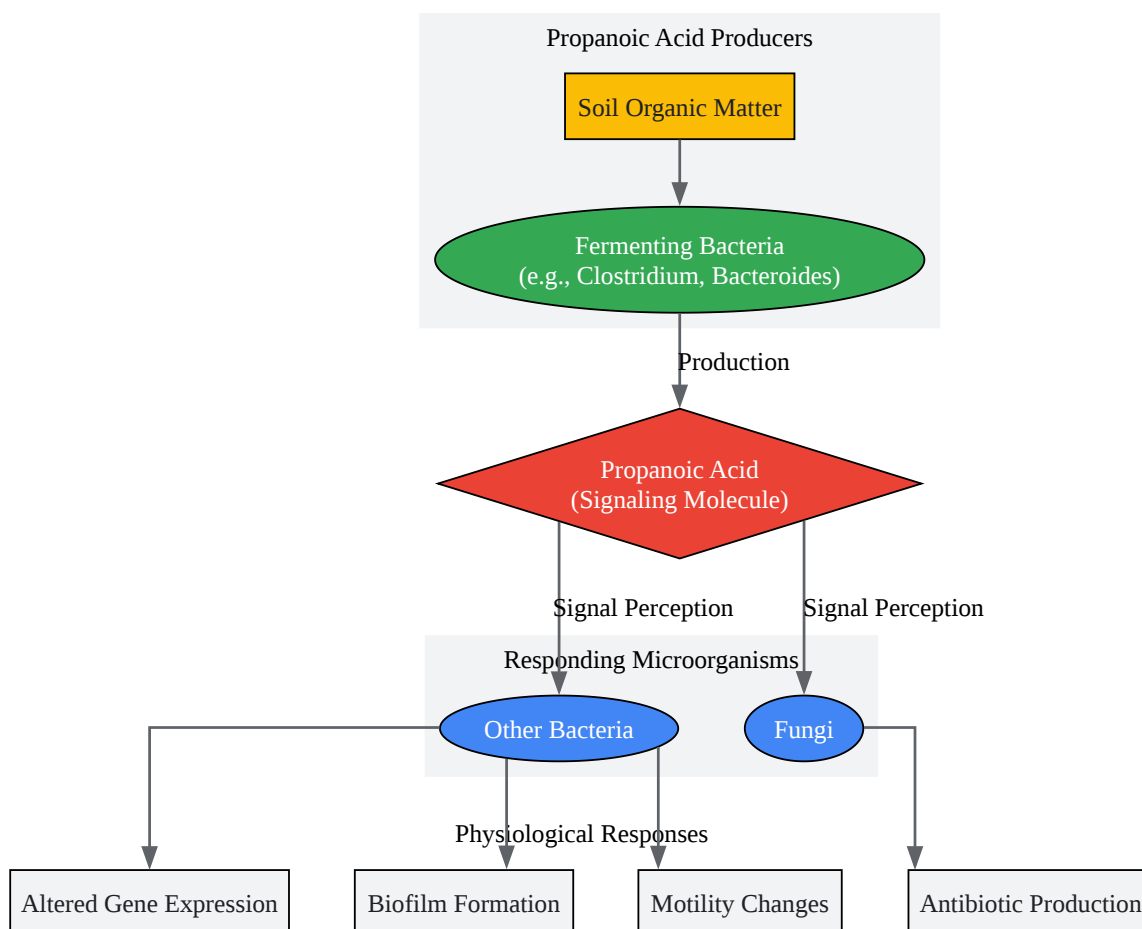 Propanoic Acid Producers
Soil Organic Matter
Fermenting Bacteria
(e.g., Clostridium, Bacteroides)
Production
Propanoic Acid
(Signaling Molecule)
Signal Perception
Signal Perception
Responding Microorganisms
Other Bacteria
Fungi
Physiological Responses
Altered Gene Expression
Biofilm Formation
Motility Changes
Antibiotic Production